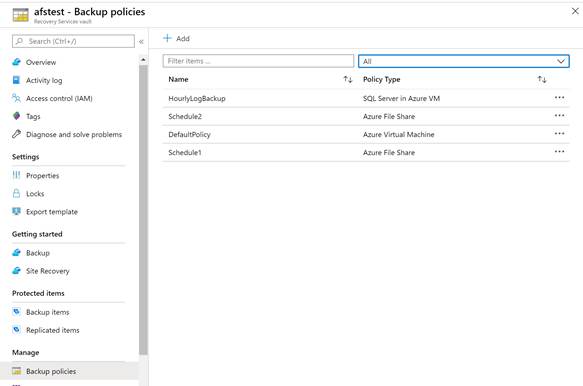 afstest - Backup policies
Recovery Services vault
Search (Ctrl+/)
«
Overview
Activity log
Access control (IAM)
Tags
Diagnose and solve problems
Settings
Properties
Locks
Export template
Getting started
Backup
Site Recovery
Protected items
Backup items
Replicated items
Manage
Backup policies
+ Add
Filter items ...
All
Name Policy Type
HourlyLogBackup SQL Server in Azure VM ...
Schedule2 Azure File Share ...
DefaultPolicy Azure Virtual Machine ...
Schedule1 Azure File Share ...